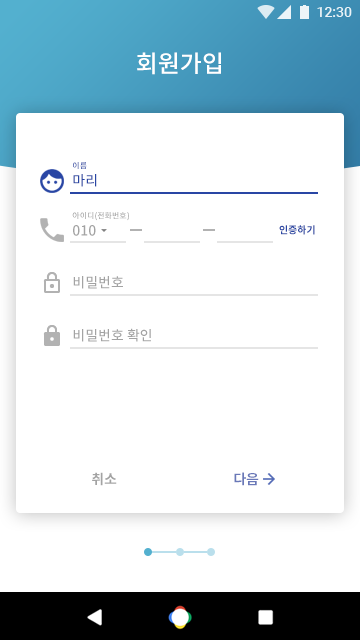 12:30
회원가입
이름
마리
아이디(전화번호)
010 — — 인증하기
비밀번호
비밀번호 확인
취소 다음 →